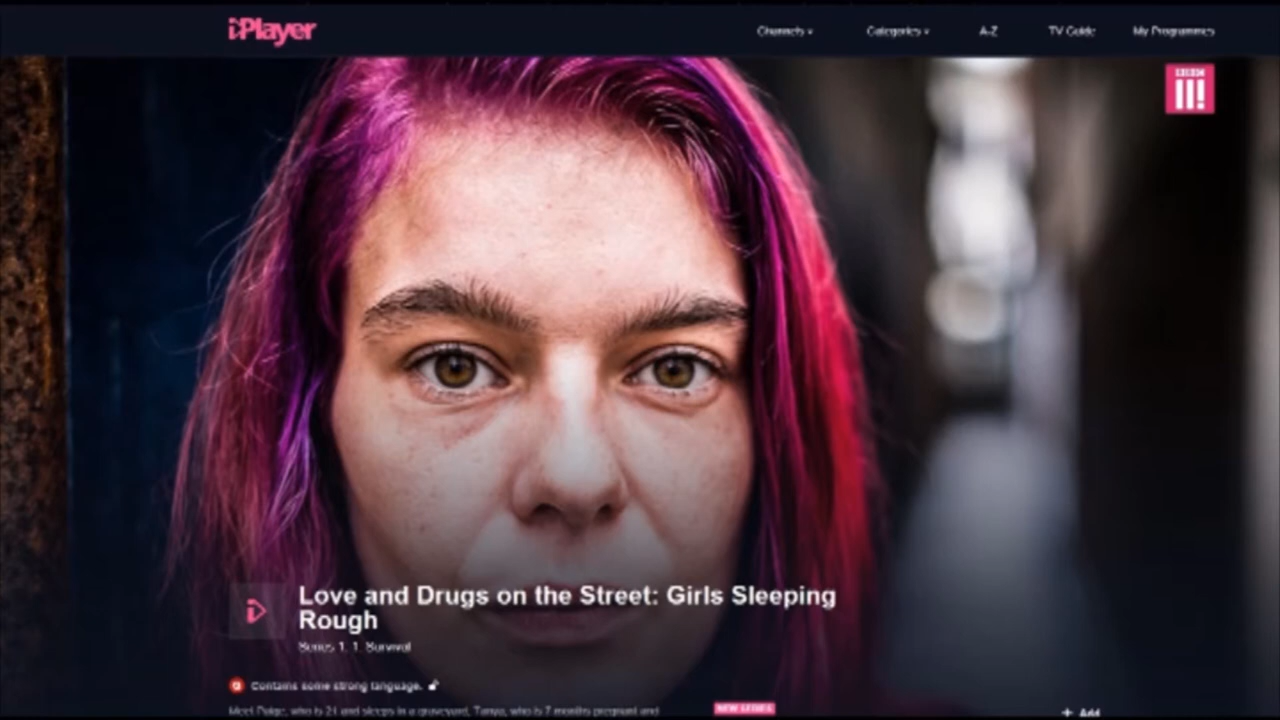 iPlayer
Channels
Categories
A-Z
TV Guide
My Programmes
BBC
Love and Drugs on the Street: Girls Sleeping
Rough
Series 1: 1. Survival
G Contains some strong language.
Meet Paige, who is 21 and sleeps in a graveyard, Tanya, who is 7 months pregnant and
NEW SERIES
+ Add